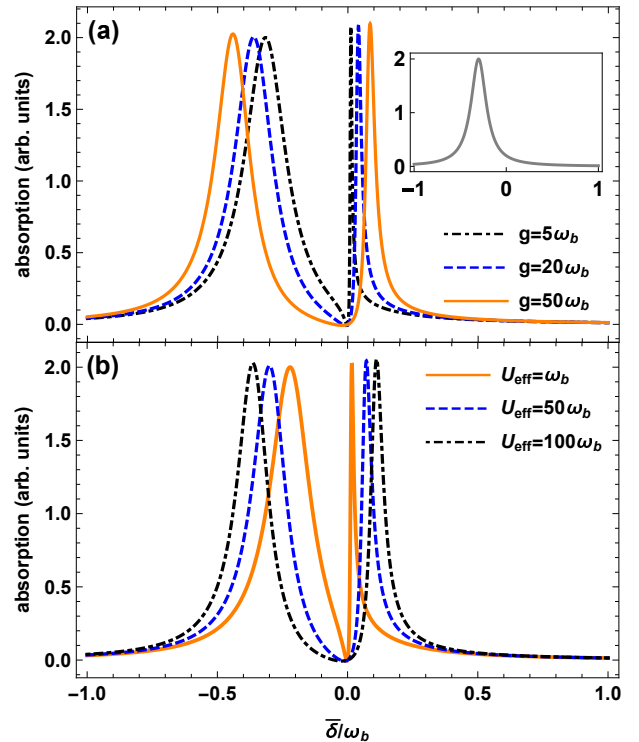 (a)
absorption (arb. units)
2.0
1.5
1.0
0.5
0.0
2
1
0
−1
0
1
g=5ω_b
g=20ω_b
g=50ω_b
(b)
absorption (arb. units)
2.0
1.5
1.0
0.5
0.0
U_eff=ω_b
U_eff=50ω_b
U_eff=100ω_b
−1.0 −0.5 0.0 0.5 1.0
δ̅/ω_b